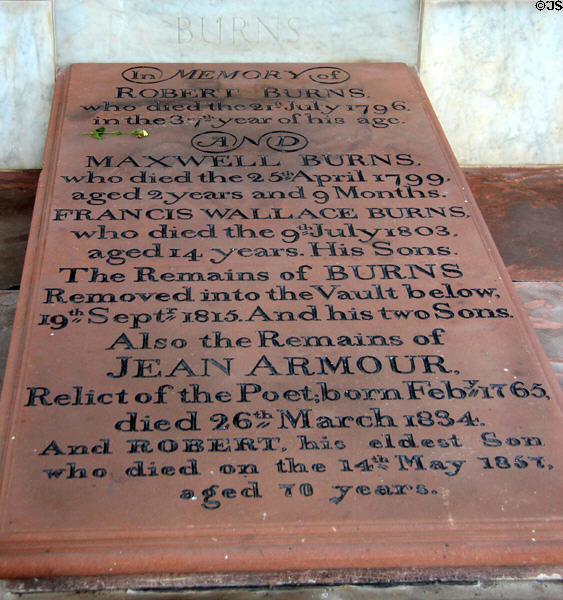 ©JS
BURNS
In MEMORY of
ROBERT BURNS,
who died the 21st July 1796,
in the 37th year of his age.
AND
MAXWELL BURNS,
who died the 25th April 1799,
aged 2 years and 9 Months.
FRANCIS WALLACE BURNS,
who died the 9th July 1803,
aged 14 years. His Sons.
The Remains of BURNS
Removed into the Vault below,
19th Septr 1815. And his two Sons.
Also the Remains of
JEAN ARMOUR,
Relict of the Poet; born Feby 1765,
died 26th March 1834.
And ROBERT, his eldest Son
who died on the 14th May 1857,
aged 70 years.